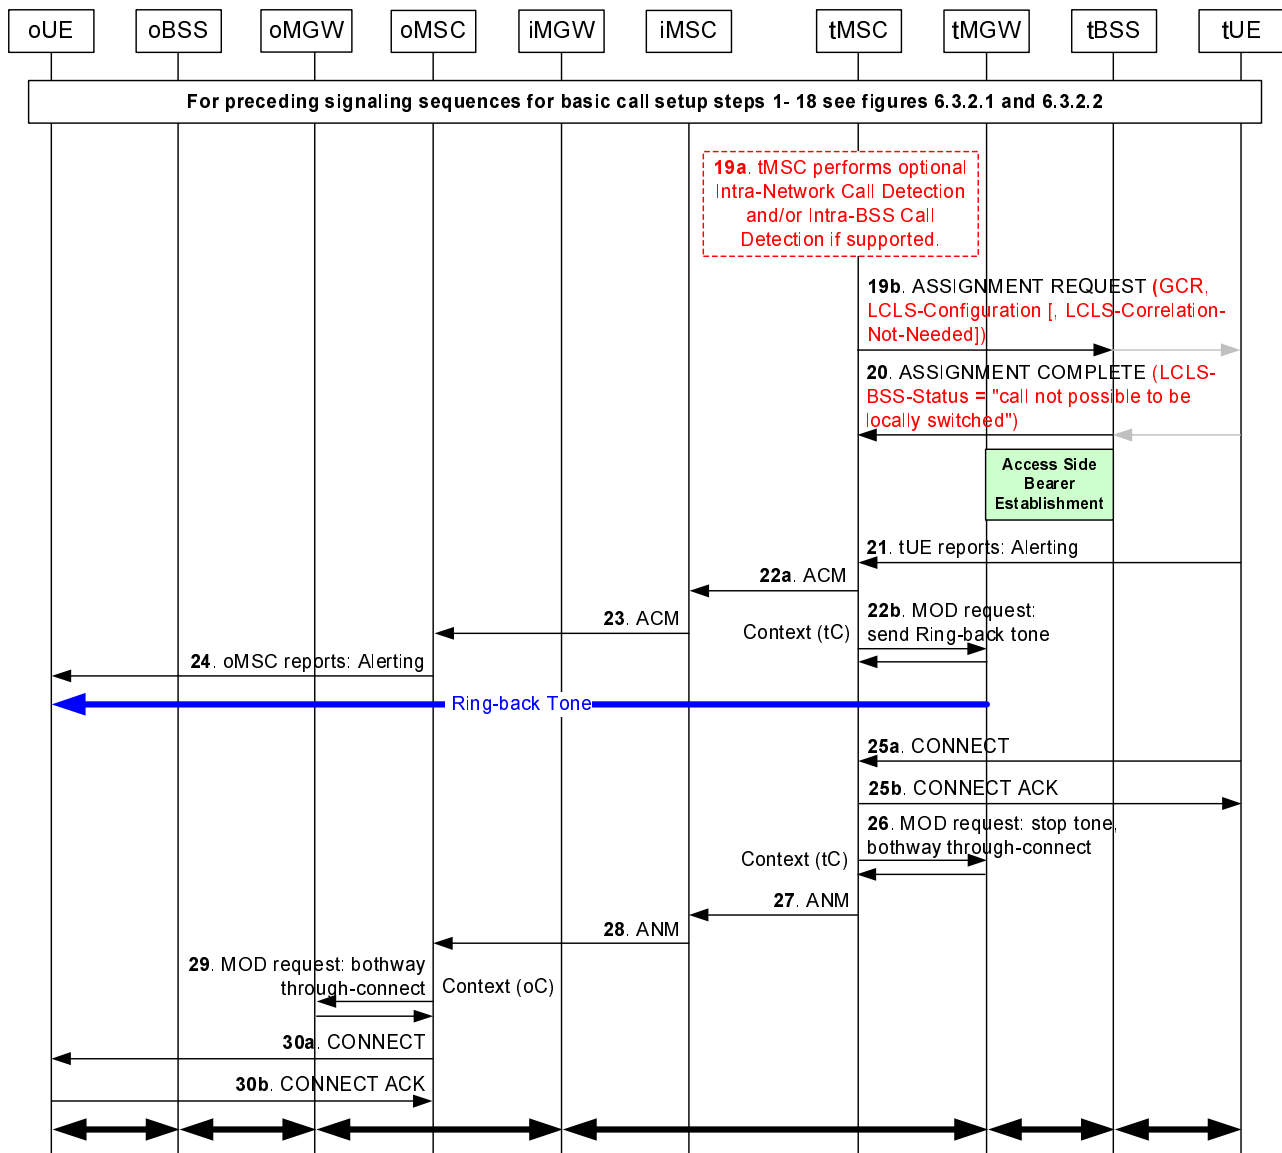 oUE oBSS oMGW oMSC iMGW iMSC tMSC tMGW tBSS tUE
For preceding signaling sequences for basic call setup steps 1- 18 see figures 6.3.2.1 and 6.3.2.2
19a. tMSC performs optional
Intra-Network Call Detection
and/or Intra-BSS Call
Detection if supported.
19b. ASSIGNMENT REQUEST (GCR,
LCLS-Configuration [, LCLS-Correlation-
Not-Needed])
20. ASSIGNMENT COMPLETE (LCLS-
BSS-Status = "call not possible to be
locally switched")
Access Side
Bearer
Establishment
21. tUE reports: Alerting
22a. ACM
23. ACM
Context (tC)
22b. MOD request:
send Ring-back tone
24. oMSC reports: Alerting
Ring-back Tone
25a. CONNECT
25b. CONNECT ACK
26. MOD request: stop tone,
bothway through-connect
Context (tC)
27. ANM
28. ANM
29. MOD request: bothway
through-connect
Context (oC)
30a. CONNECT
30b. CONNECT ACK